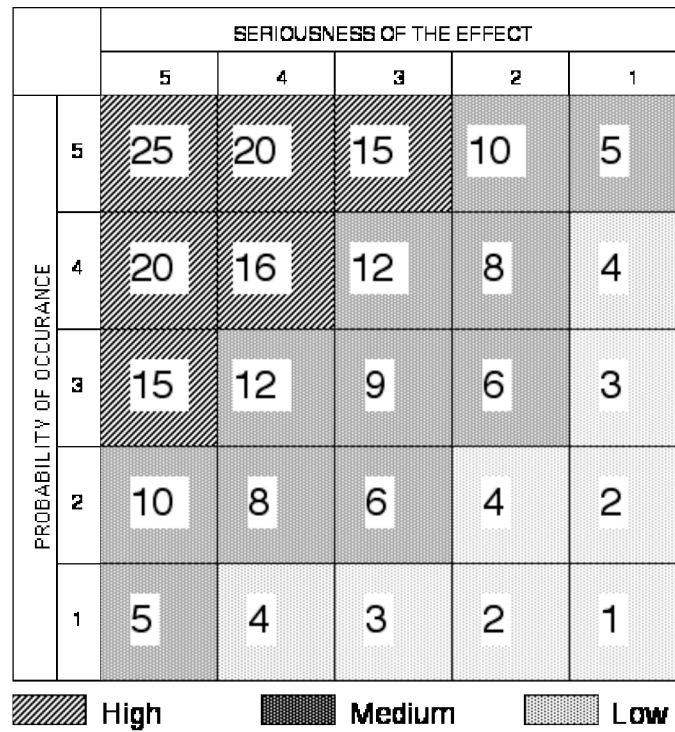 SERIOUSNESS OF THE EFFECT
5 4 3 2 1
PROBABILITY OF OCCURANCE
5 25 20 15 10 5
4 20 16 12 8 4
3 15 12 9 6 3
2 10 8 6 4 2
1 5 4 3 2 1
High Medium Low